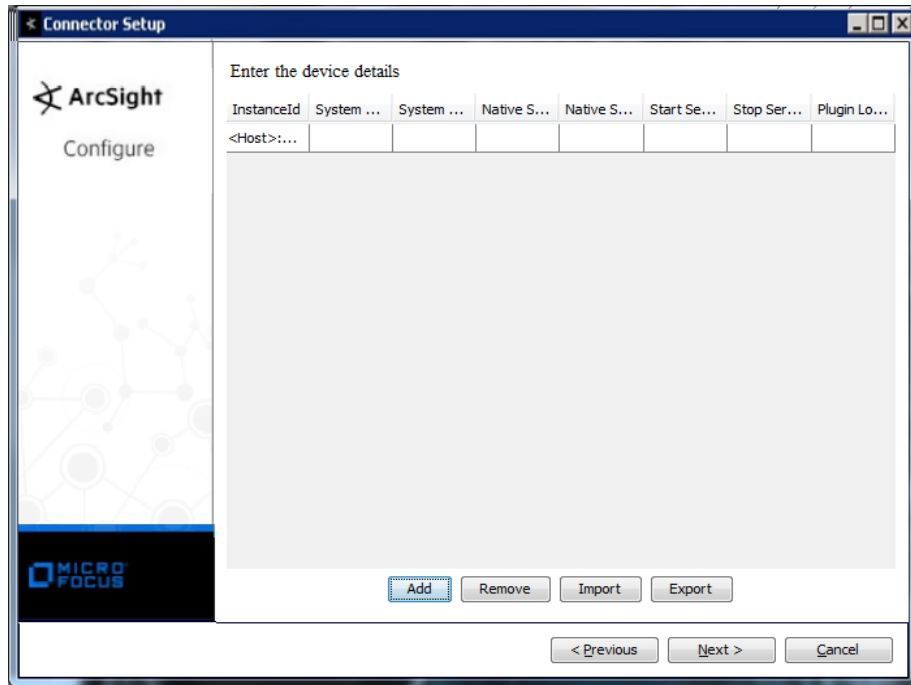 Connector Setup
ArcSight
Configure
Enter the device details
InstanceId System ... System ... Native S... Native S... Start Se... Stop Ser... Plugin Lo...
<Host>:...
Add Remove Import Export
MICRO
FOCUS
< Previous Next > Cancel